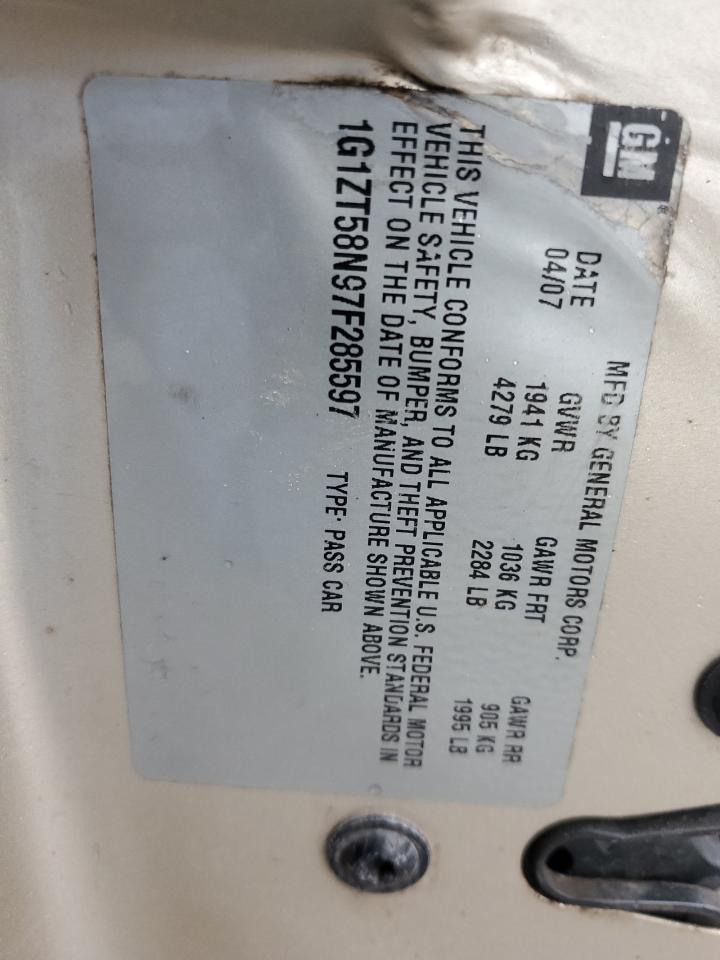 GM
MFD BY GENERAL MOTORS CORP.
DATE GVWR GAWR FRT GAWR RR
04/07 1941 KG 1036 KG 905 KG
4279 LB 2284 LB 1995 LB
THIS VEHICLE CONFORMS TO ALL APPLICABLE U.S. FEDERAL MOTOR
VEHICLE SAFETY, BUMPER, AND THEFT PREVENTION STANDARDS IN
EFFECT ON THE DATE OF MANUFACTURE SHOWN ABOVE.
1G1ZT58N97F285597 TYPE: PASS CAR